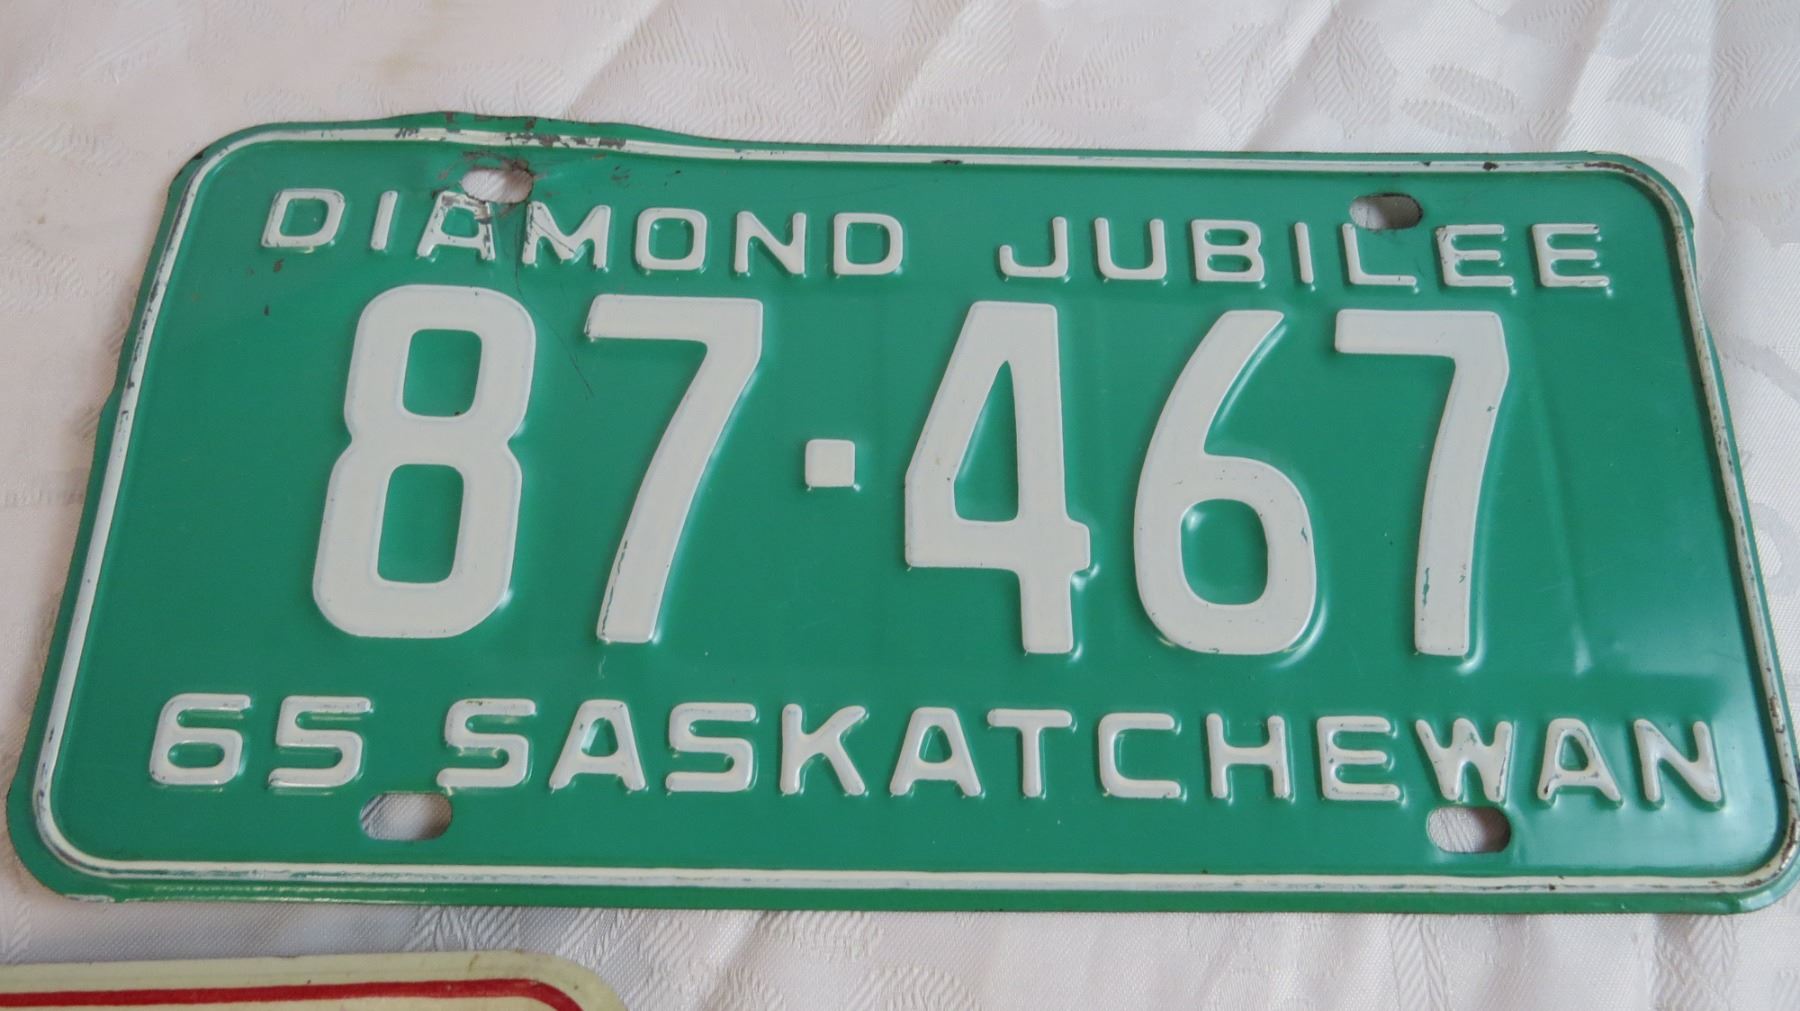 DIAMOND JUBILEE
87-467
65 SASKATCHEWAN